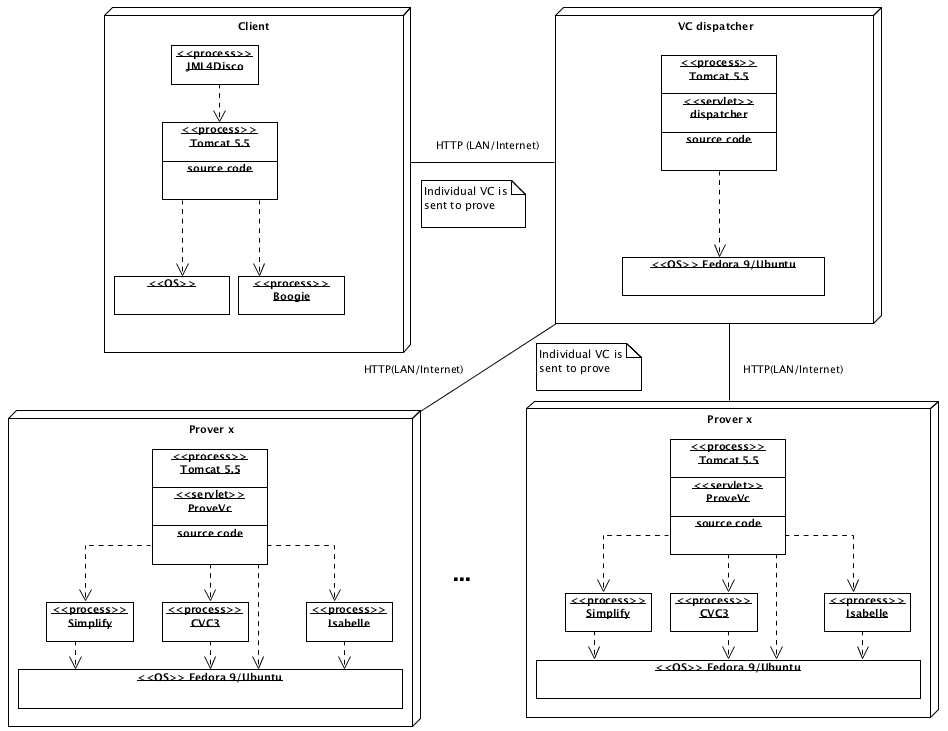 Client
<<process>>
JML4Disco
<<process>>
Tomcat 5.5
source code
<<OS>>
<<process>>
Boogie
HTTP (LAN/Internet)
Individual VC is
sent to prove
VC dispatcher
<<process>>
Tomcat 5.5
<<servlet>>
dispatcher
source code
<<OS>> Fedora 9/Ubuntu
HTTP(LAN/Internet)
Individual VC is
sent to prove
HTTP(LAN/Internet)
Prover x
<<process>>
Tomcat 5.5
<<servlet>>
ProveVc
source code
<<process>>
Simplify
<<process>>
CVC3
<<process>>
Isabelle
<<OS>> Fedora 9/Ubuntu
...
Prover x
<<process>>
Tomcat 5.5
<<servlet>>
ProveVc
source code
<<process>>
Simplify
<<process>>
CVC3
<<process>>
Isabelle
<<OS>> Fedora 9/Ubuntu